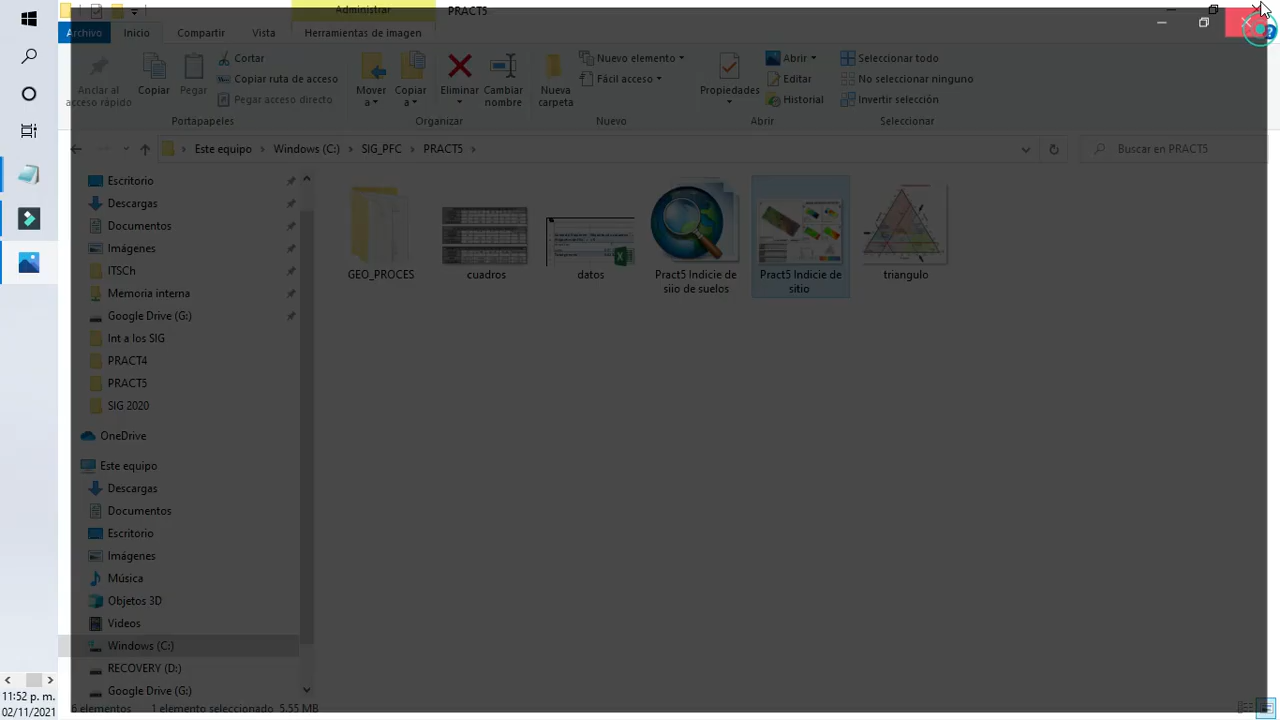 Administrar
PRACT5
Archivo
Inicio
Compartir
Vista
Herramientas de imagen
Anclar al
acceso rápido
Copiar
Pegar
Cortar
Copiar ruta de acceso
Pegar acceso directo
Portapapeles
Mover
a
Copiar
a
Eliminar
Cambiar
nombre
Organizar
Nueva
carpeta
Nuevo elemento
Fácil acceso
Nuevo
Propiedades
Abrir
Editar
Historial
Abrir
Seleccionar todo
No seleccionar ninguno
Invertir selección
Seleccionar
Este equipo
Windows (C:)
SIG_PFC
PRACT5
Buscar en PRACT5
Escritorio
Descargas
Documentos
Imágenes
ITSCh
Memoria interna
Google Drive (G:)
Int a los SIG
PRACT4
PRACT5
SIG 2020
OneDrive
Este equipo
Descargas
Documentos
Escritorio
Imágenes
Música
Objetos 3D
Videos
Windows (C:)
RECOVERY (D:)
Google Drive (G:)
GEO_PROCES
cuadros
datos
Pract5 Indicie de
siio de suelos
Pract5 Indicie de
sitio
triangulo
6 elementos
1 elemento seleccionado 5.55 MB
11:52 p. m.
02/11/2021